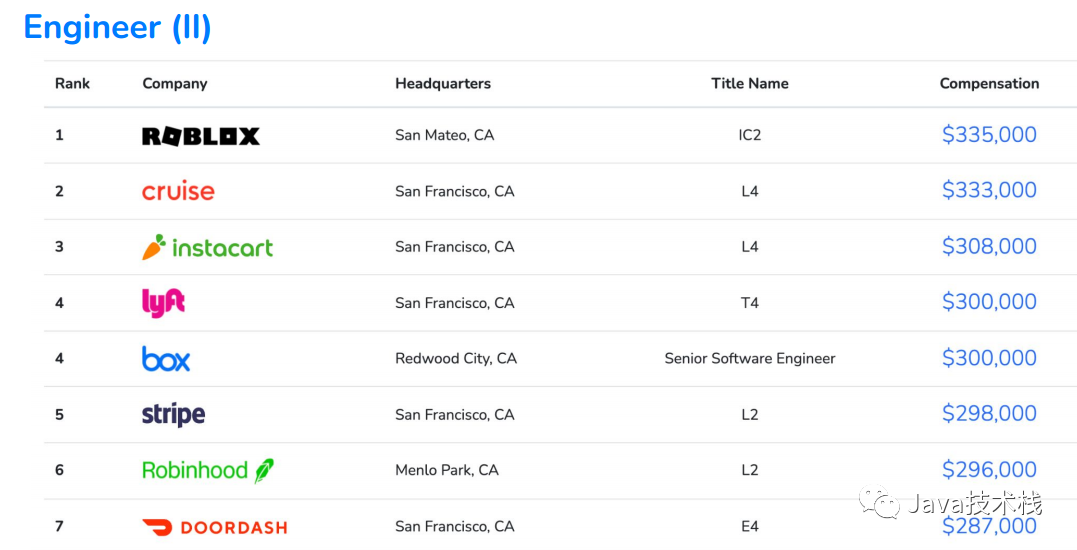 Engineer (II)
Rank Company Headquarters Title Name Compensation
1 ROBLOX San Mateo, CA IC2 $335,000
2 cruise San Francisco, CA L4 $333,000
3 instacart San Francisco, CA L4 $308,000
4 lyft San Francisco, CA T4 $300,000
4 box Redwood City, CA Senior Software Engineer $300,000
5 stripe San Francisco, CA L2 $298,000
6 Robinhood Menlo Park, CA L2 $296,000
Java技术栈
7 DOORDASH San Francisco, CA E4 $287,000